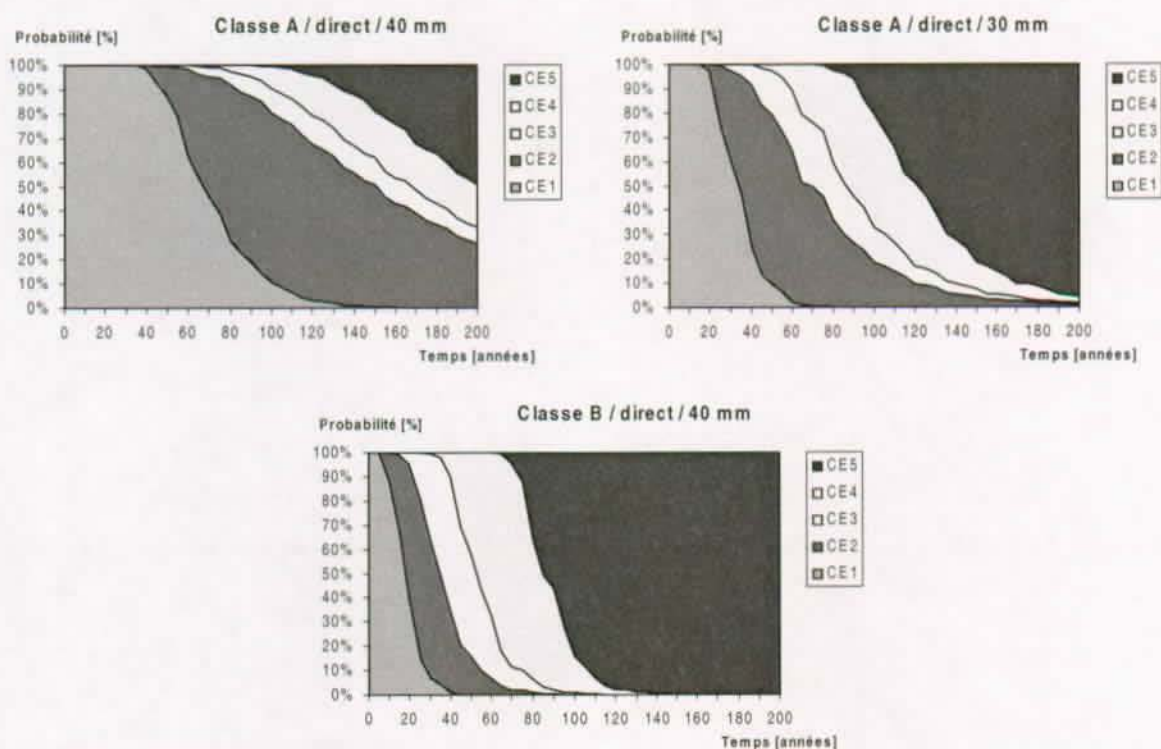 Classe A / direct / 40 mm
Probabilité [%]
100%
90%
80%
70%
60%
50%
40%
30%
20%
10%
0%
0 20 40 60 80 100 120 140 160 180 200
Temps [années]
CE5
CE4
CE3
CE2
CE1
Classe A / direct / 30 mm
Probabilité [%]
100%
90%
80%
70%
60%
50%
40%
30%
20%
10%
0%
0 20 40 60 80 100 120 140 160 180 200
Temps [années]
CE5
CE4
CE3
CE2
CE1
Classe B / direct / 40 mm
Probabilité [%]
100%
90%
80%
70%
60%
50%
40%
30%
20%
10%
0%
0 20 40 60 80 100 120 140 160 180 200
Temps [années]
CE5
CE4
CE3
CE2
CE1